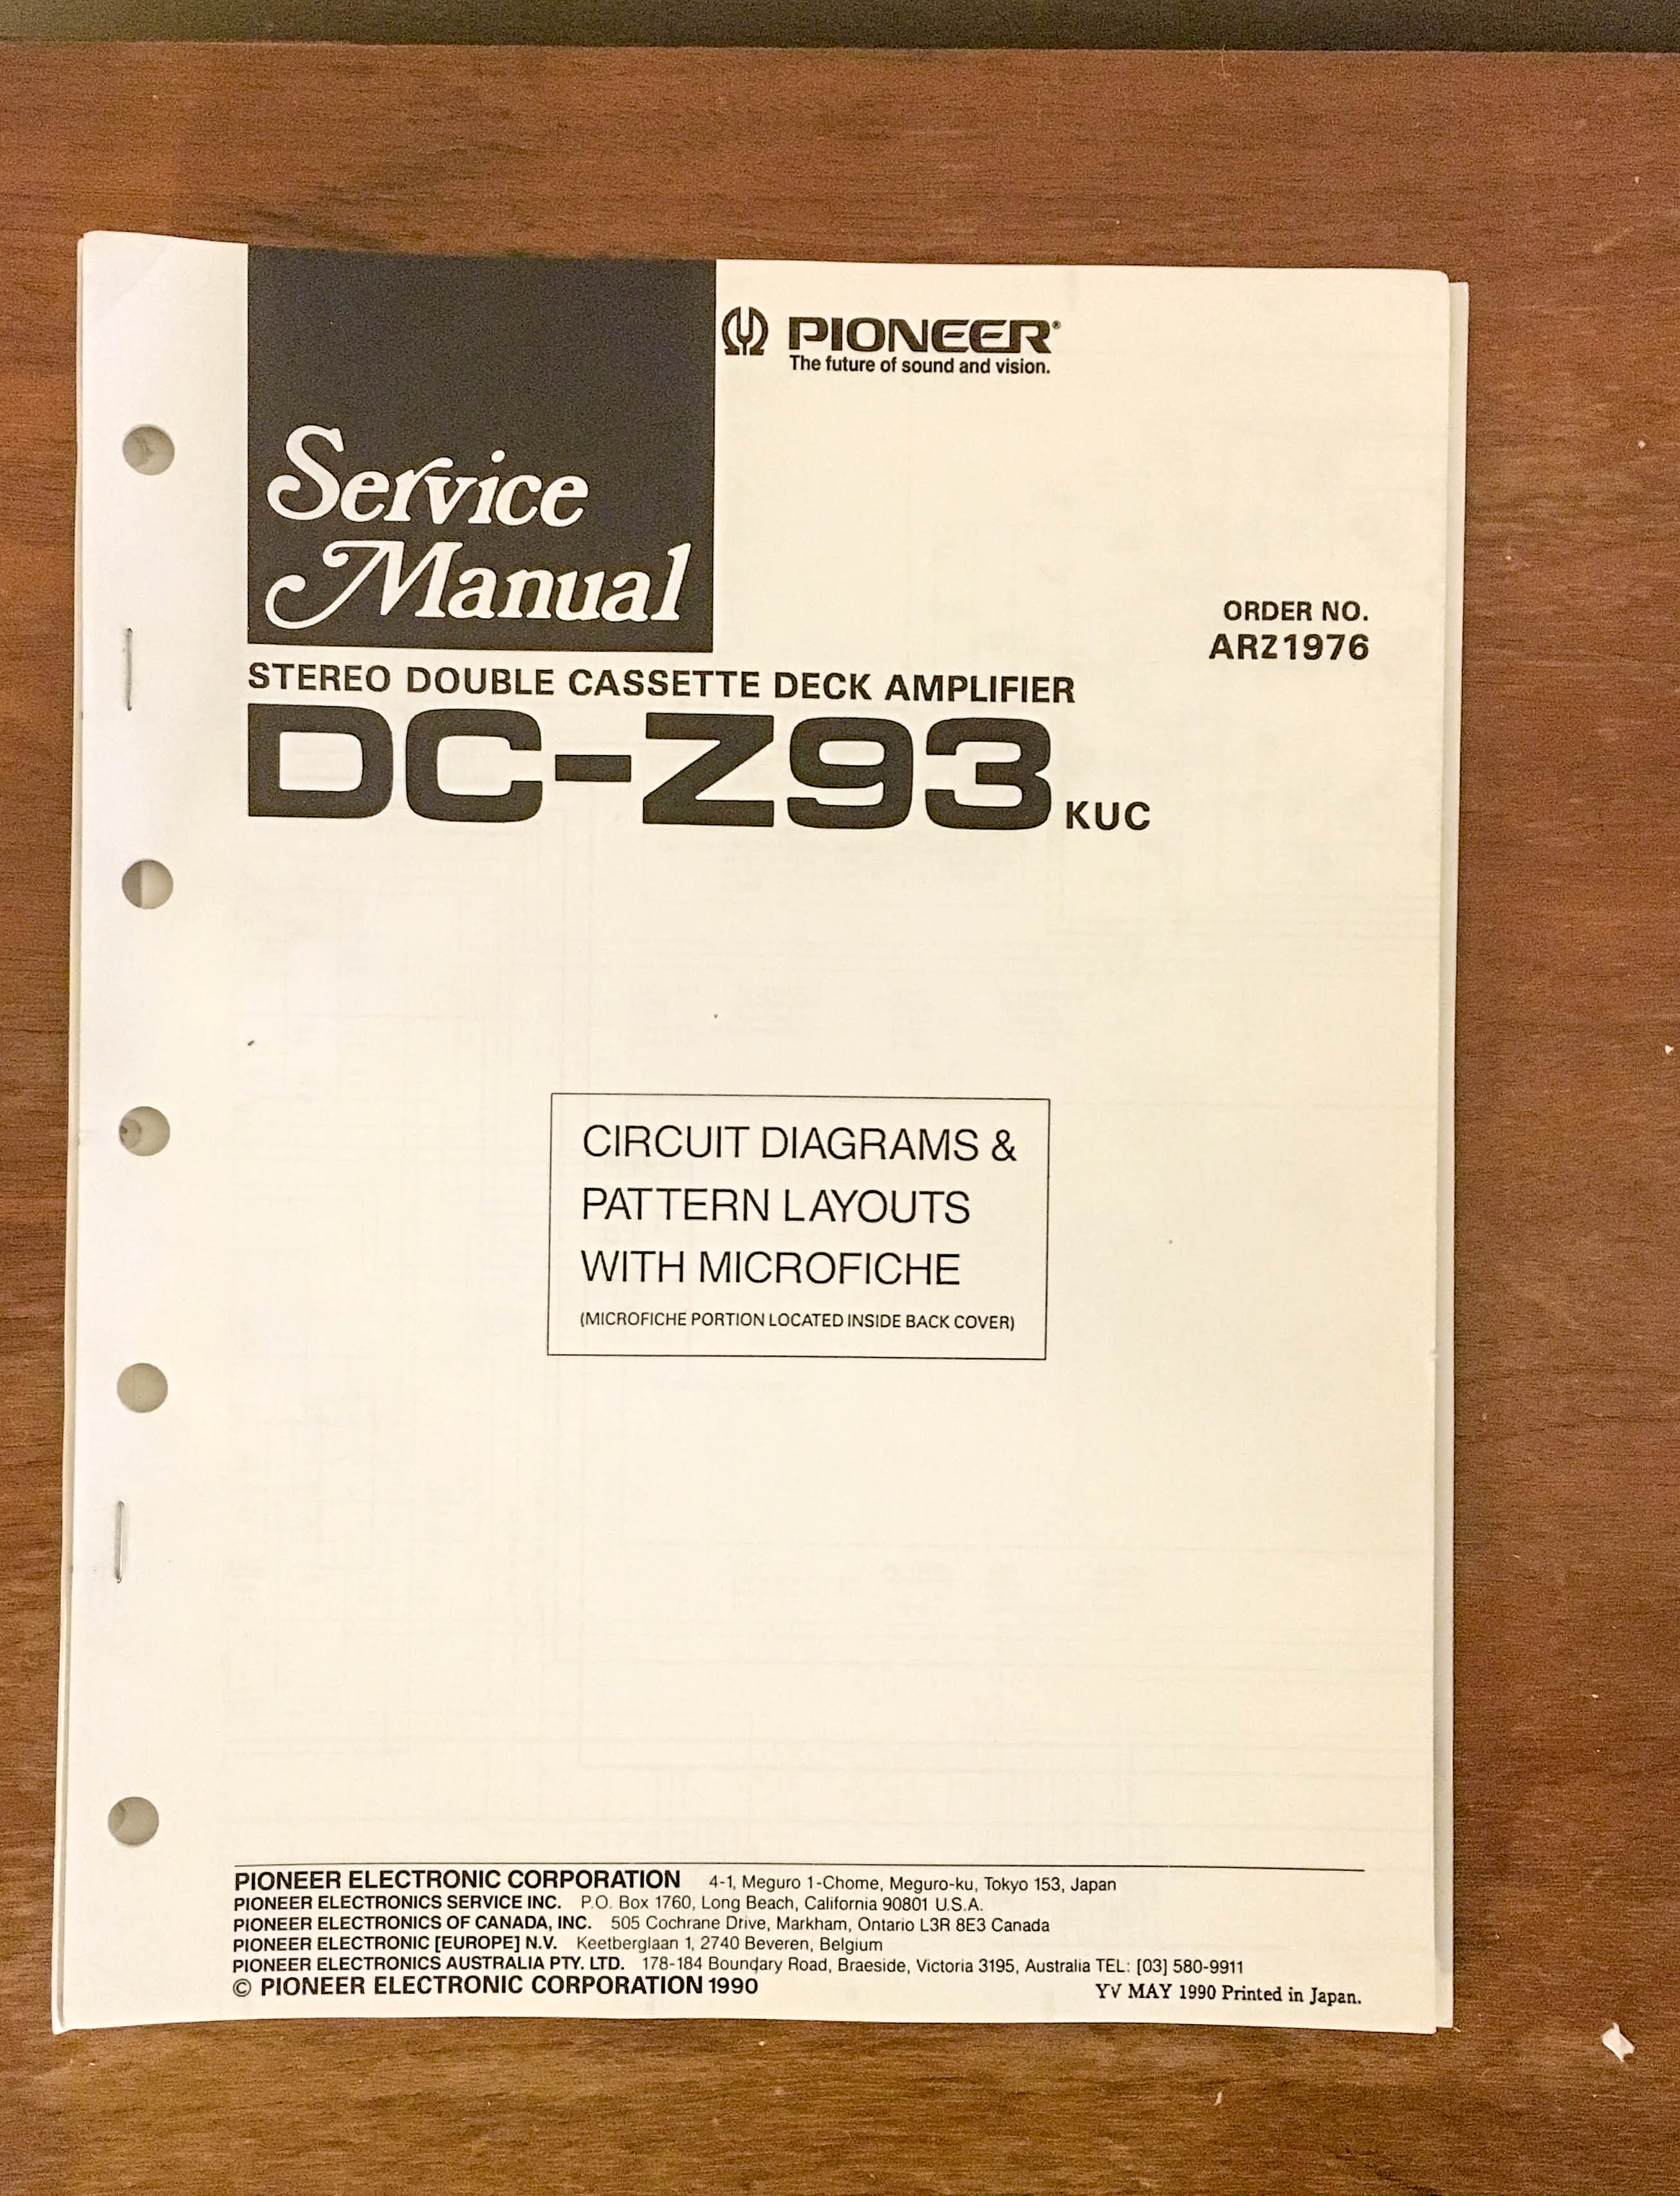 PIONEER®
The future of sound and vision.
Service
Manual
ORDER NO.
ARZ1976
STEREO DOUBLE CASSETTE DECK AMPLIFIER
DC-Z93 KUC
CIRCUIT DIAGRAMS &
PATTERN LAYOUTS
WITH MICROFICHE
(MICROFICHE PORTION LOCATED INSIDE BACK COVER)
PIONEER ELECTRONIC CORPORATION 4-1, Meguro 1-Chome, Meguro-ku, Tokyo 153, Japan
PIONEER ELECTRONICS SERVICE INC. P.O. Box 1760, Long Beach, California 90801 U.S.A.
PIONEER ELECTRONICS OF CANADA, INC. 505 Cochrane Drive, Markham, Ontario L3R 8E3 Canada
PIONEER ELECTRONIC [EUROPE] N.V. Keetberglaan 1, 2740 Beveren, Belgium
PIONEER ELECTRONICS AUSTRALIA PTY. LTD. 178-184 Boundary Road, Braeside, Victoria 3195, Australia TEL: [03] 580-9911
© PIONEER ELECTRONIC CORPORATION 1990
YV MAY 1990 Printed in Japan.